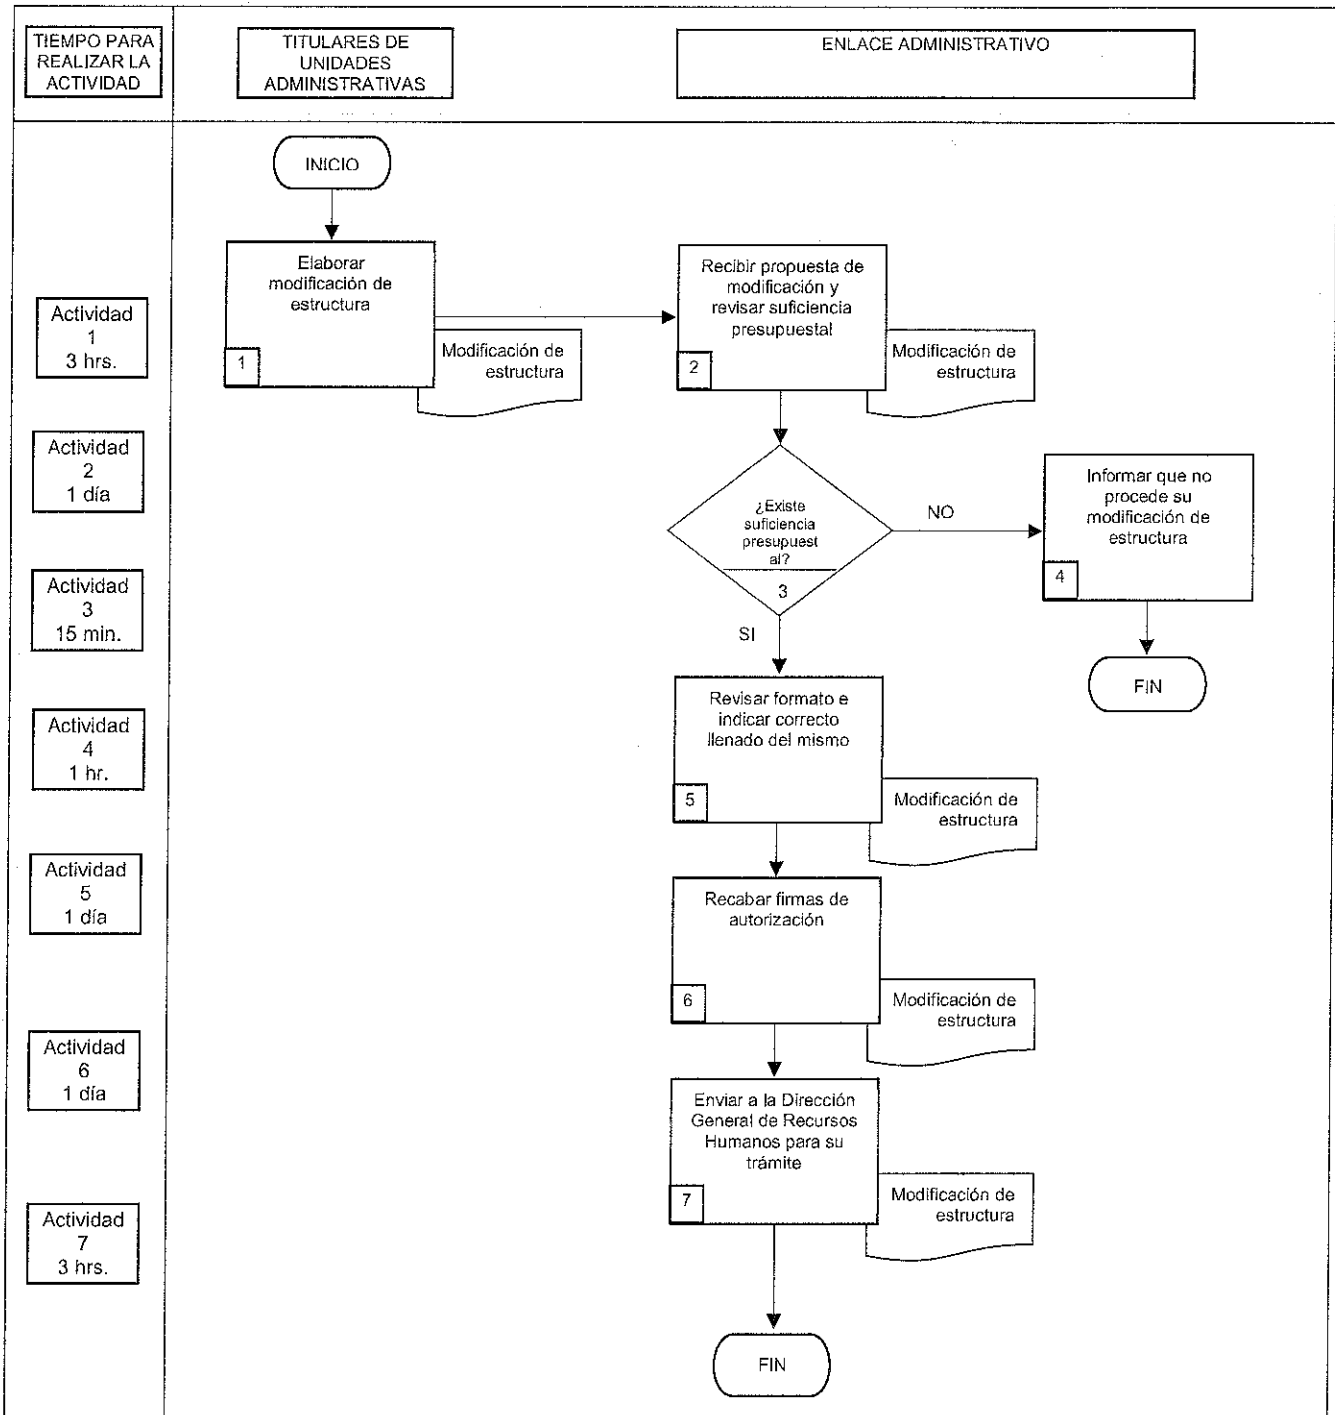 TIEMPO PARA
REALIZAR LA
ACTIVIDAD
TITULARES DE
UNIDADES
ADMINISTRATIVAS
ENLACE ADMINISTRATIVO
INICIO
Elaborar
modificación de
estructura
1
Modificación de
estructura
Recibir propuesta de
modificación y
revisar suficiencia
presupuestal
2
Modificación de
estructura
Actividad
1
3 hrs.
Actividad
2
1 día
¿Existe
suficiencia
presupuest
al?
3
NO
Informar que no
procede su
modificación de
estructura
4
FIN
Actividad
3
15 min.
SI
Revisar formato e
indicar correcto
llenado del mismo
5
Modificación de
estructura
Actividad
4
1 hr.
Actividad
5
1 día
Recabar firmas de
autorización
6
Modificación de
estructura
Actividad
6
1 día
Enviar a la Dirección
General de Recursos
Humanos para su
trámite
7
Modificación de
estructura
Actividad
7
3 hrs.
FIN